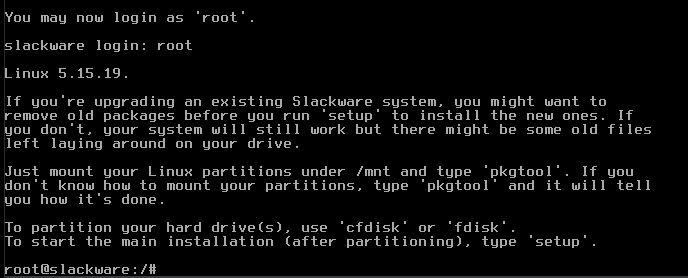 You may now login as 'root'.
slackware login: root
Linux 5.15.19.
If you're upgrading an existing Slackware system, you might want to
remove old packages before you run 'setup' to install the new ones. If
you don't, your system will still work but there might be some old files
left laying around on your drive.
Just mount your Linux partitions under /mnt and type 'pkgtool'. If you
don't know how to mount your partitions, type 'pkgtool' and it will tell
you how it's done.
To partition your hard drive(s), use 'cfdisk' or 'fdisk'.
To start the main installation (after partitioning), type 'setup'.
root@slackware:/#